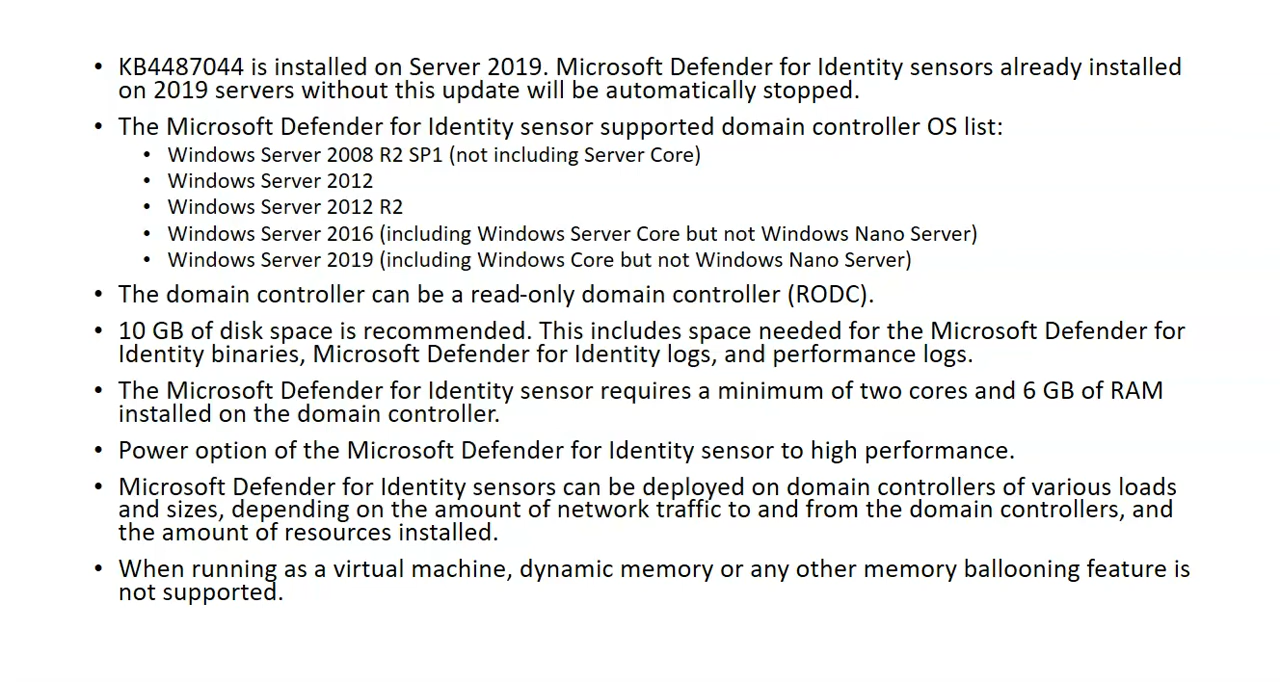 • KB4487044 is installed on Server 2019. Microsoft Defender for Identity sensors already installed
on 2019 servers without this update will be automatically stopped.
• The Microsoft Defender for Identity sensor supported domain controller OS list:
• Windows Server 2008 R2 SP1 (not including Server Core)
• Windows Server 2012
• Windows Server 2012 R2
• Windows Server 2016 (including Windows Server Core but not Windows Nano Server)
• Windows Server 2019 (including Windows Core but not Windows Nano Server)
• The domain controller can be a read-only domain controller (RODC).
• 10 GB of disk space is recommended. This includes space needed for the Microsoft Defender for
Identity binaries, Microsoft Defender for Identity logs, and performance logs.
• The Microsoft Defender for Identity sensor requires a minimum of two cores and 6 GB of RAM
installed on the domain controller.
• Power option of the Microsoft Defender for Identity sensor to high performance.
• Microsoft Defender for Identity sensors can be deployed on domain controllers of various loads
and sizes, depending on the amount of network traffic to and from the domain controllers, and
the amount of resources installed.
• When running as a virtual machine, dynamic memory or any other memory ballooning feature is
not supported.